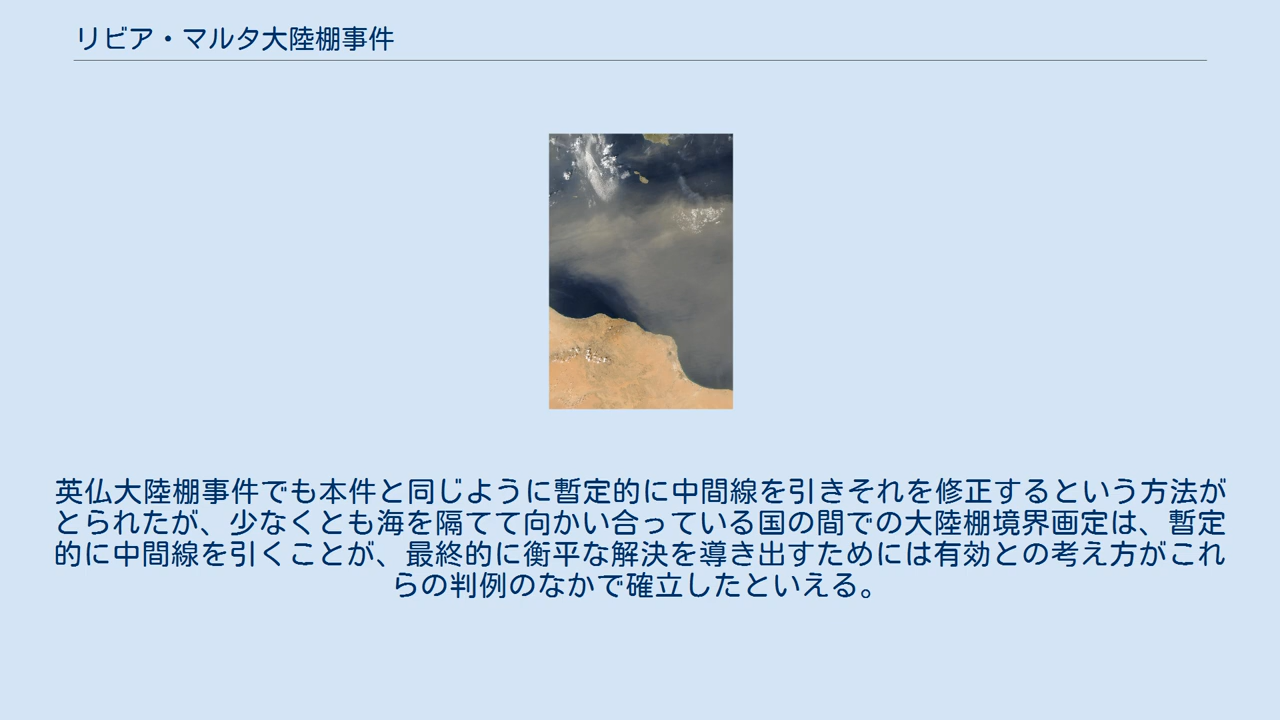 リビア・マルタ大陸棚事件
英仏大陸棚事件でも本件と同じように暫定的に中間線を引きそれを修正するという方法が
とられたが、少なくとも海を隔てて向かい合っている国の間での大陸棚境界画定は、暫定
的に中間線を引くことが、最終的に衡平な解決を導き出すためには有効との考え方がこれ
らの判例のなかで確立したといえる。